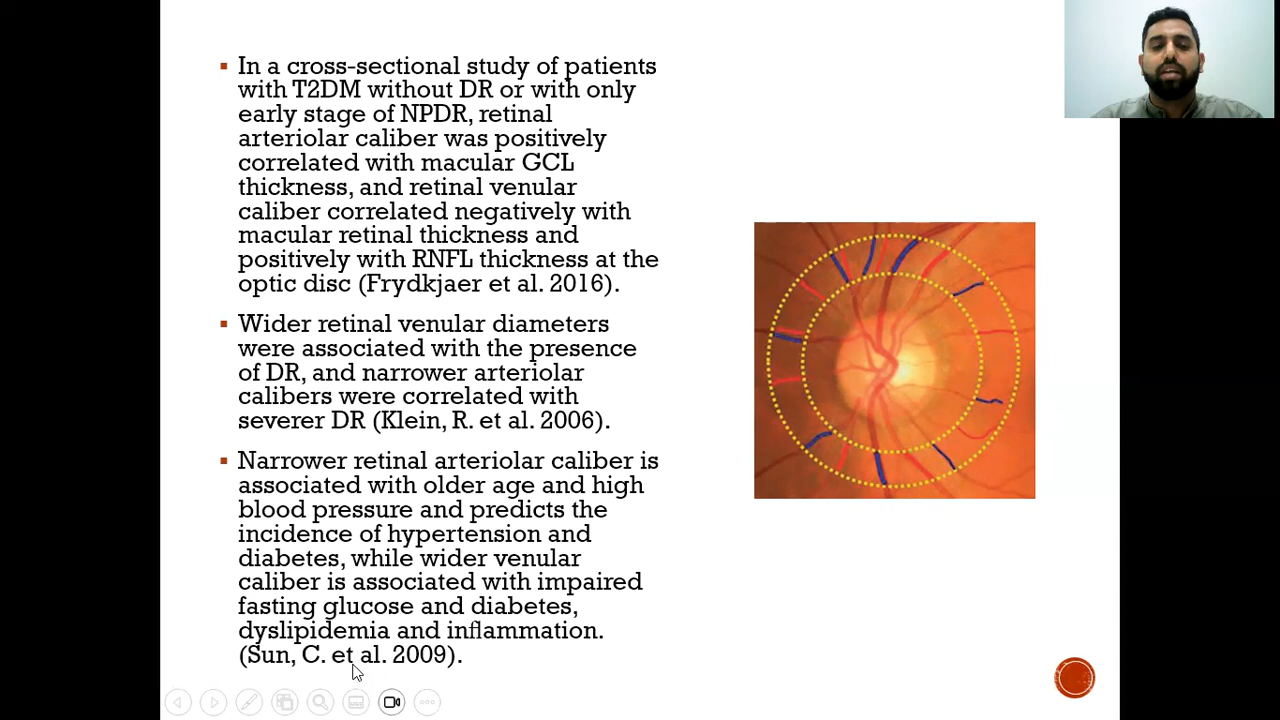 In a cross-sectional study of patients
with T2DM without DR or with only
early stage of NPDR, retinal
arteriolar caliber was positively
correlated with macular GCL
thickness, and retinal venular
caliber correlated negatively with
macular retinal thickness and
positively with RNFL thickness at the
optic disc (Frydkjaer et al. 2016).
Wider retinal venular diameters
were associated with the presence
of DR, and narrower arteriolar
calibers were correlated with
severer DR (Klein, R. et al. 2006).
Narrower retinal arteriolar caliber is
associated with older age and high
blood pressure and predicts the
incidence of hypertension and
diabetes, while wider venular
caliber is associated with impaired
fasting glucose and diabetes,
dyslipidemia and inflammation.
(Sun, C. et al. 2009).